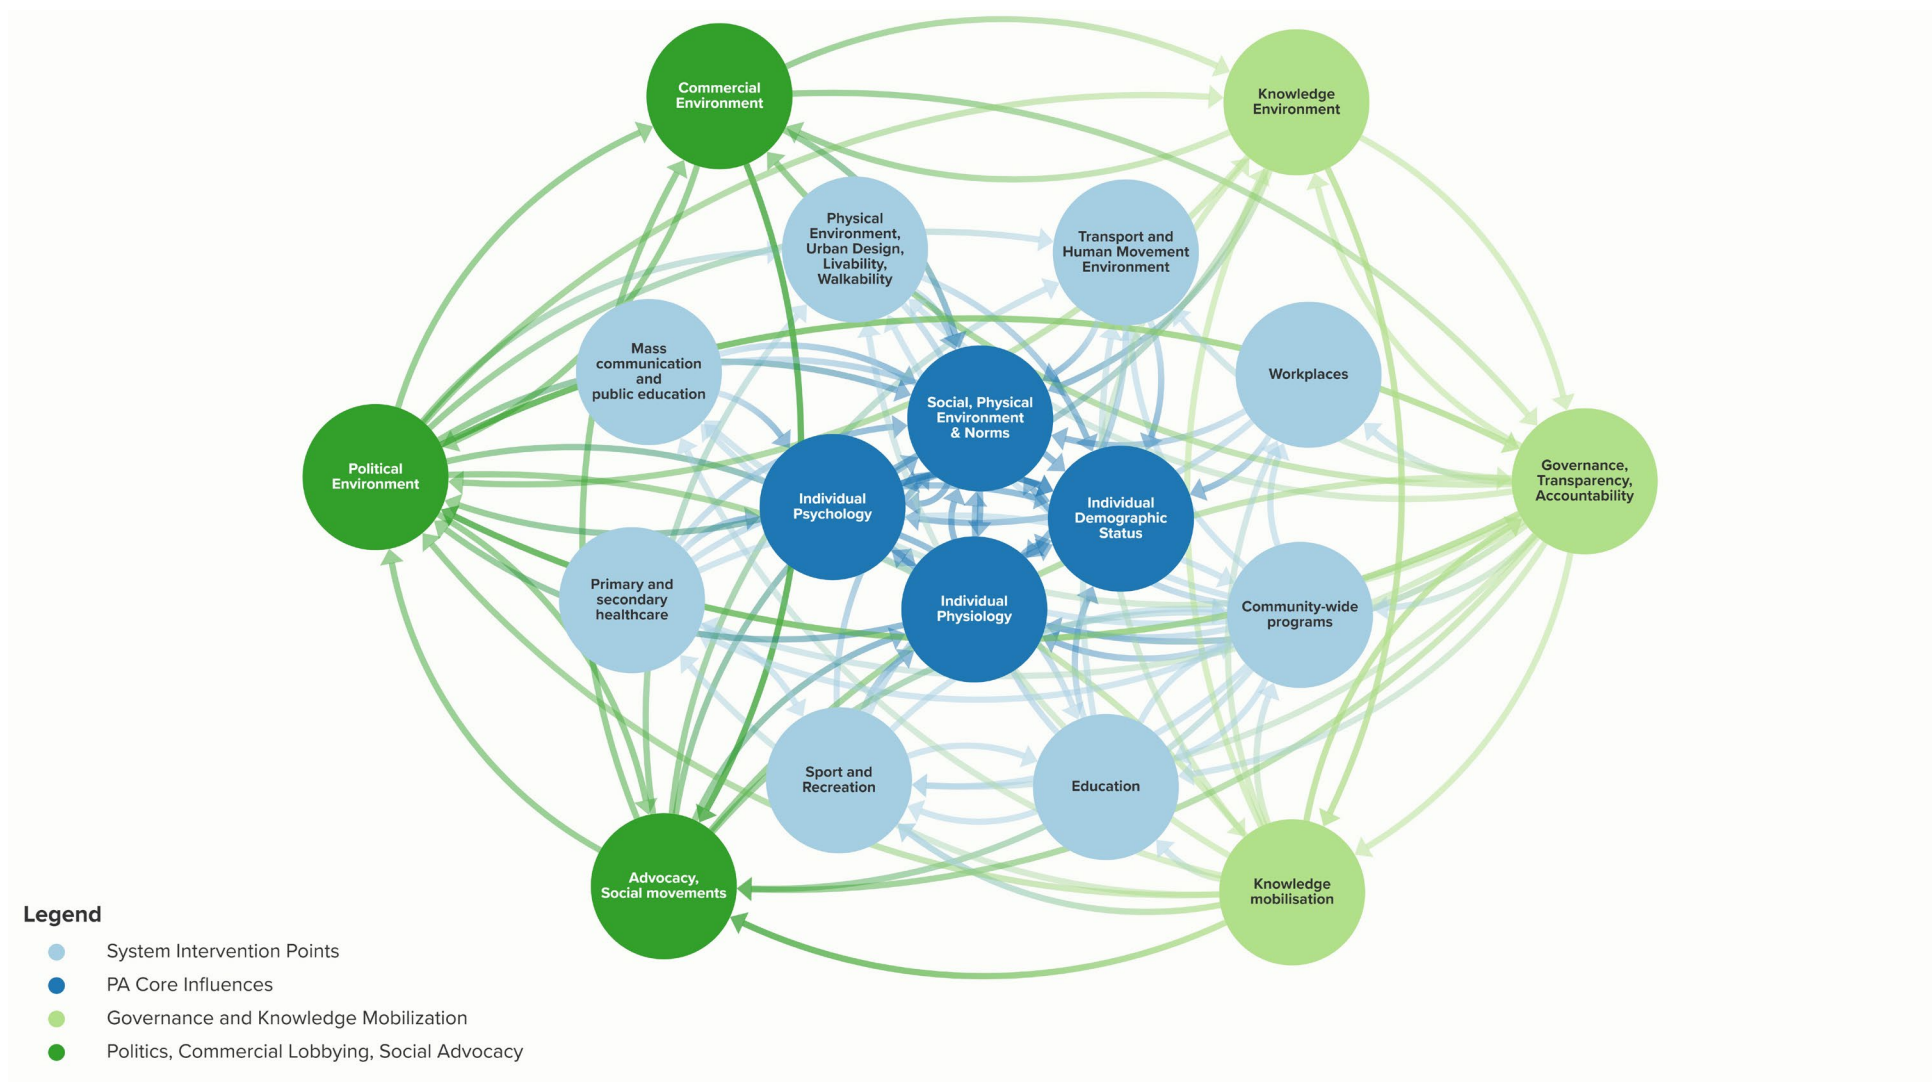 Commercial
Environment
Knowledge
Environment
Physical
Environment,
Urban Design,
Livability,
Walkability
Transport and
Human Movement
Environment
Mass
communication
and
public education
Workplaces
Social, Physical
Environment
& Norms
Political
Environment
Individual
Psychology
Individual
Demographic
Status
Governance,
Transparency,
Accountability
Primary and
secondary
healthcare
Individual
Physiology
Community-wide
programs
Sport and
Recreation
Education
Advocacy,
Social movements
Knowledge
mobilisation
Legend
System Intervention Points
PA Core Influences
Governance and Knowledge Mobilization
Politics, Commercial Lobbying, Social Advocacy